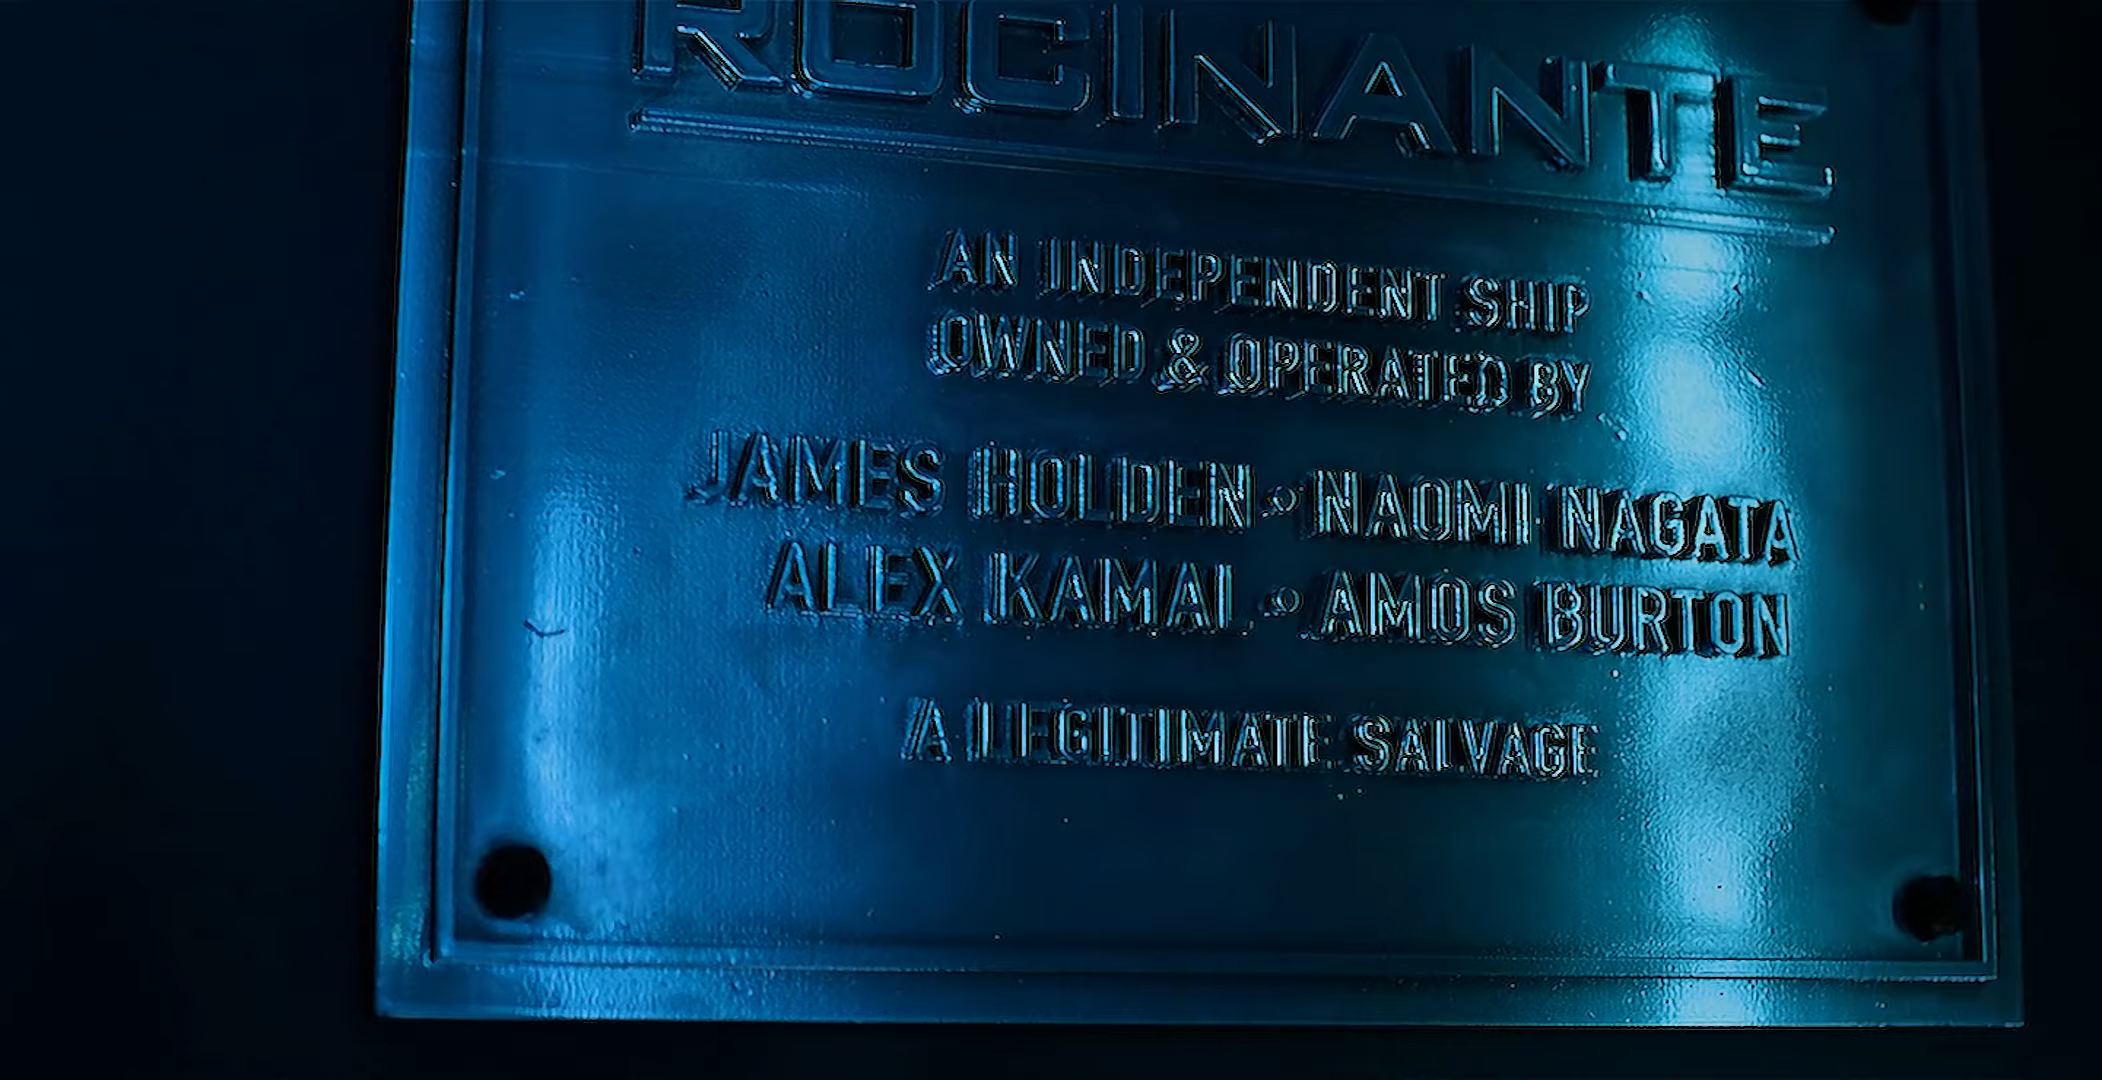 ROCINANTE
AN INDEPENDENT SHIP
OWNED & OPERATED BY
JAMES HOLDEN • NAOMI NAGATA
ALEX KAMAL • AMOS BURTON
A LEGITIMATE SALVAGE